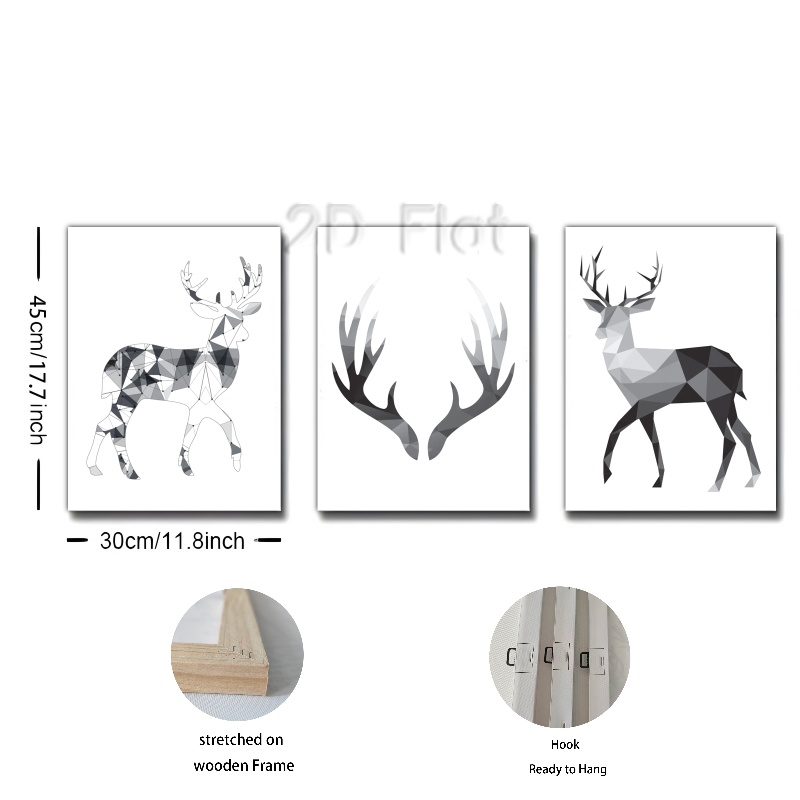 2D Flat
45cm/17.7inch
30cm/11.8inch
stretched on
wooden Frame
Hook
Ready to Hang